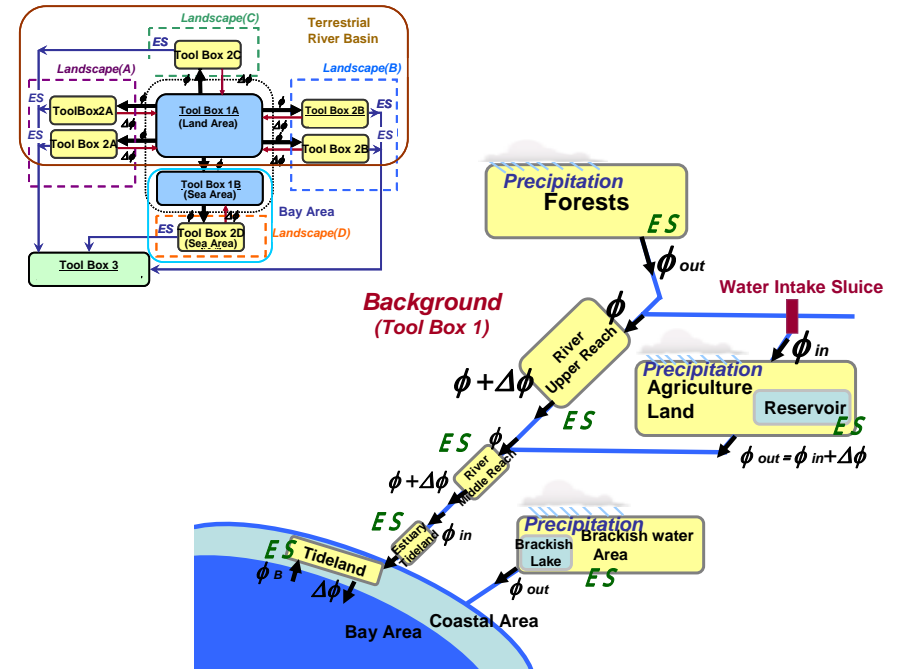 Landscape(C)
Terrestrial
River Basin
ES
Tool Box 2C
Landscape(A)
Landscape(B)
ϕ
Δϕ
ES
ToolBox2A
ϕ
Δϕ
Tool Box 1A
(Land Area)
ϕ
Δϕ
Tool Box 2B
ES
ES
Tool Box 2A
ϕ
Δϕ
ϕ
Δϕ
Tool Box 2B
ES
ϕ
Tool Box 1B
(Sea Area)
ϕ
Δϕ
Bay Area
ES
Tool Box 2D
(Sea Area)
Landscape(D)
Tool Box 3
Precipitation
Forests
ES
ϕ out
Water Intake Sluice
Background
(Tool Box 1)
ϕ
River
Upper Reach
ϕ in
Precipitation
Agriculture
Land
Reservoir
ES
ϕ + Δϕ
ES
ϕ out = ϕ in + Δϕ
ES
ϕ
River
Middle Reach
ϕ + Δϕ
ES
ϕ in
Estuary
Tideland
Precipitation
Brackish water
Area
Brackish
Lake
ES
ϕ out
ES
Tideland
ϕ B
Δϕ
Coastal Area
Bay Area